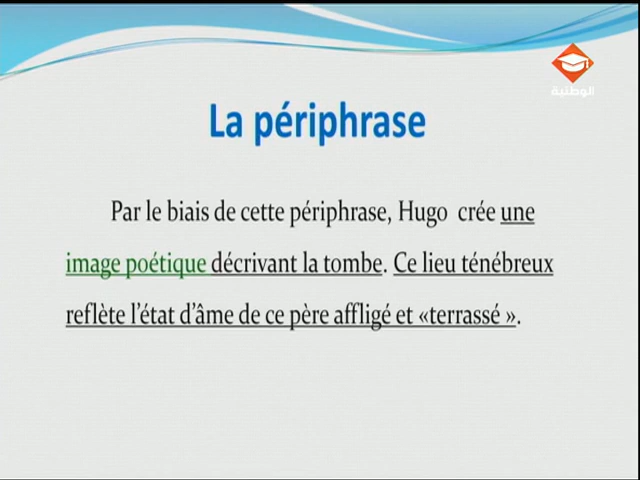 الوطنية
La périphrase
Par le biais de cette périphrase, Hugo crée une
image poétique décrivant la tombe. Ce lieu ténébreux
reflète l'état d'âme de ce père affligé et «terrassé ».